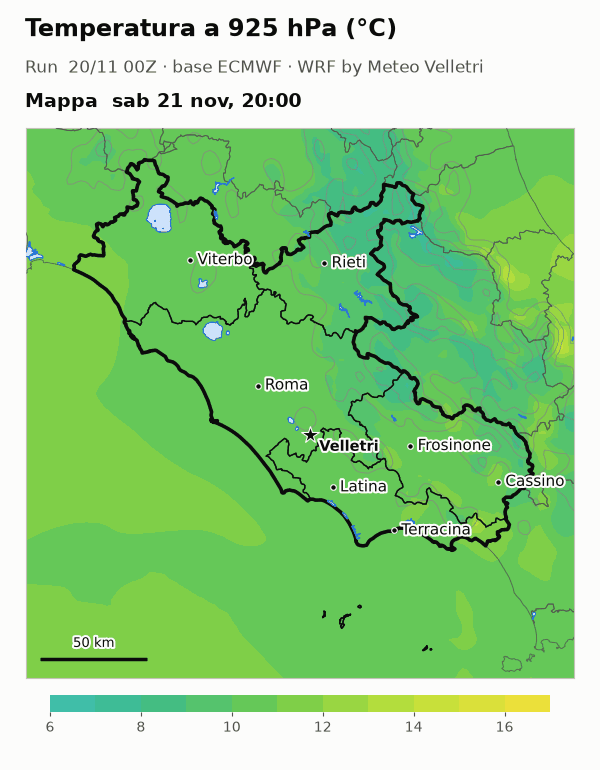 Temperatura a 925 hPa (°C)
Run  20/11 00Z · base ECMWF · WRF by Meteo Velletri
Mappa  sab 21 nov, 20:00
Viterbo
Rieti
Roma
Velletri
Frosinone
Latina
Cassino
Terracina
50 km
6 8 10 12 14 16